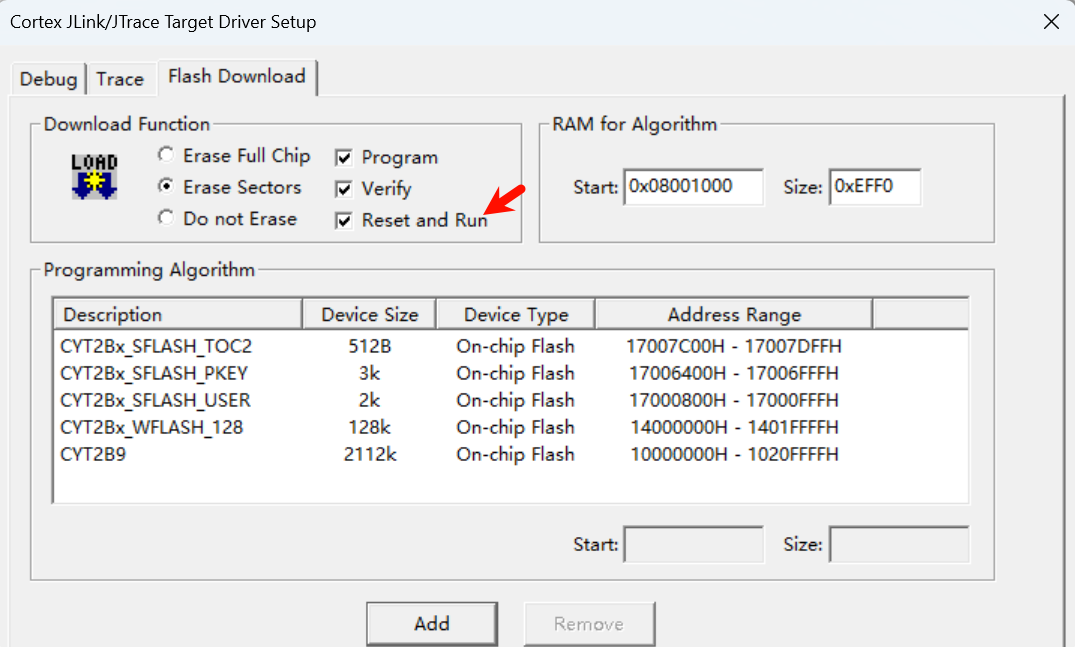 Cortex JLink/JTrace Target Driver Setup
Debug Trace Flash Download
Download Function
LOAD
Erase Full Chip
Erase Sectors
Do not Erase
Program
Verify
Reset and Run
RAM for Algorithm
Start: 0x08001000 Size: 0xEFF0
Programming Algorithm
Description Device Size Device Type Address Range
CYT2Bx_SFLASH_TOC2 512B On-chip Flash 17007C00H - 17007DFFH
CYT2Bx_SFLASH_PKEY 3k On-chip Flash 17006400H - 17006FFFH
CYT2Bx_SFLASH_USER 2k On-chip Flash 17000800H - 17000FFFH
CYT2Bx_WFLASH_128 128k On-chip Flash 14000000H - 1401FFFFH
CYT2B9 2112k On-chip Flash 10000000H - 1020FFFFH
Start: Size:
Add Remove